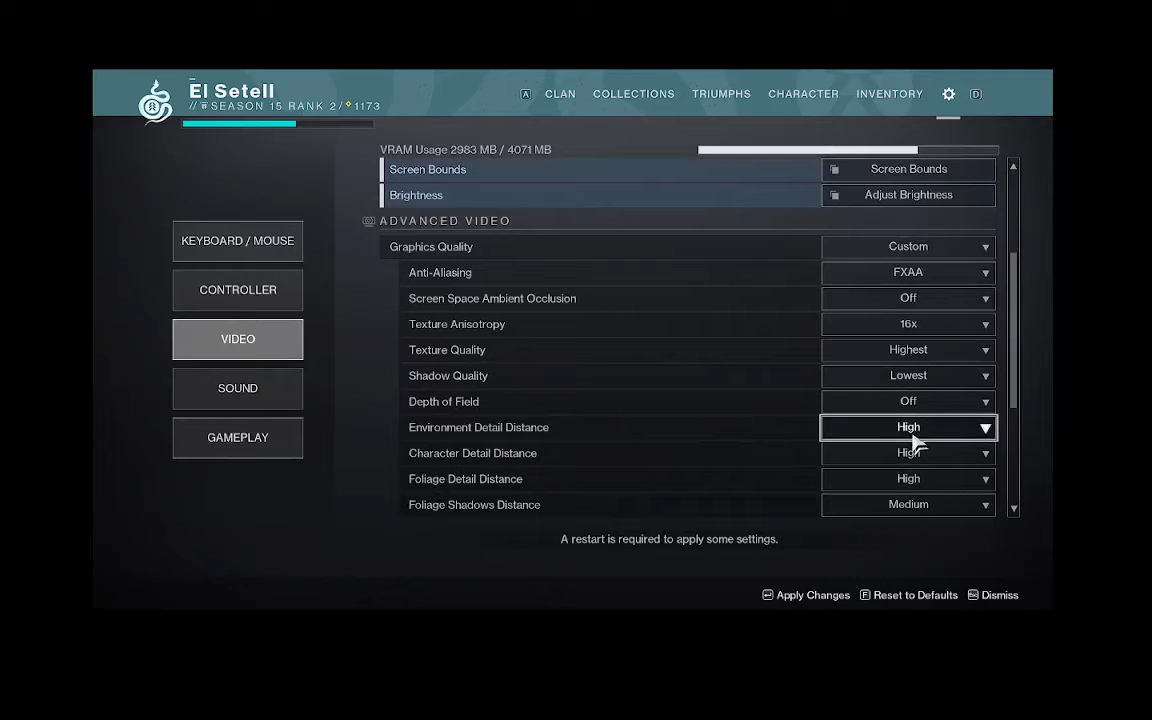 El Setell
// SEASON 15 RANK 2/ 1173
A CLAN COLLECTIONS TRIUMPHS CHARACTER INVENTORY D
VRAM Usage 2983 MB / 4071 MB
Screen Bounds Screen Bounds
Brightness Adjust Brightness
ADVANCED VIDEO
Graphics Quality Custom
KEYBOARD / MOUSE
Anti-Aliasing FXAA
CONTROLLER
Screen Space Ambient Occlusion Off
Texture Anisotropy 16x
VIDEO
Texture Quality Highest
Shadow Quality Lowest
SOUND
Depth of Field Off
Environment Detail Distance High
GAMEPLAY
Character Detail Distance High
Foliage Detail Distance High
Foliage Shadows Distance Medium
A restart is required to apply some settings.
Apply Changes F Reset to Defaults Esc Dismiss